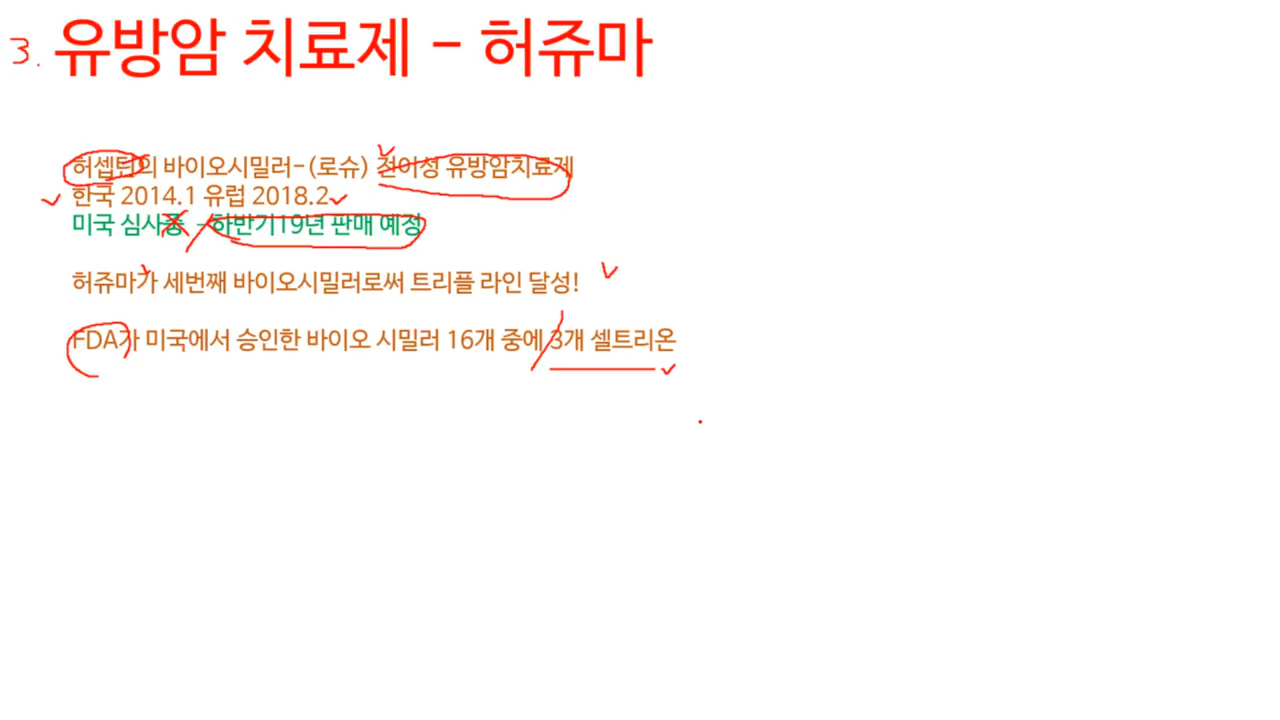 3. 유방암 치료제 - 허쥬마
허셉틴의 바이오시밀러-(로슈) 전이성 유방암치료제
한국 2014.1 유럽 2018.2
미국 심사중 - 하반기19년 판매 예정
허쥬마가 세번째 바이오시밀러로써 트리플 라인 달성!
FDA가 미국에서 승인한 바이오 시밀러 16개 중에 3개 셀트리온